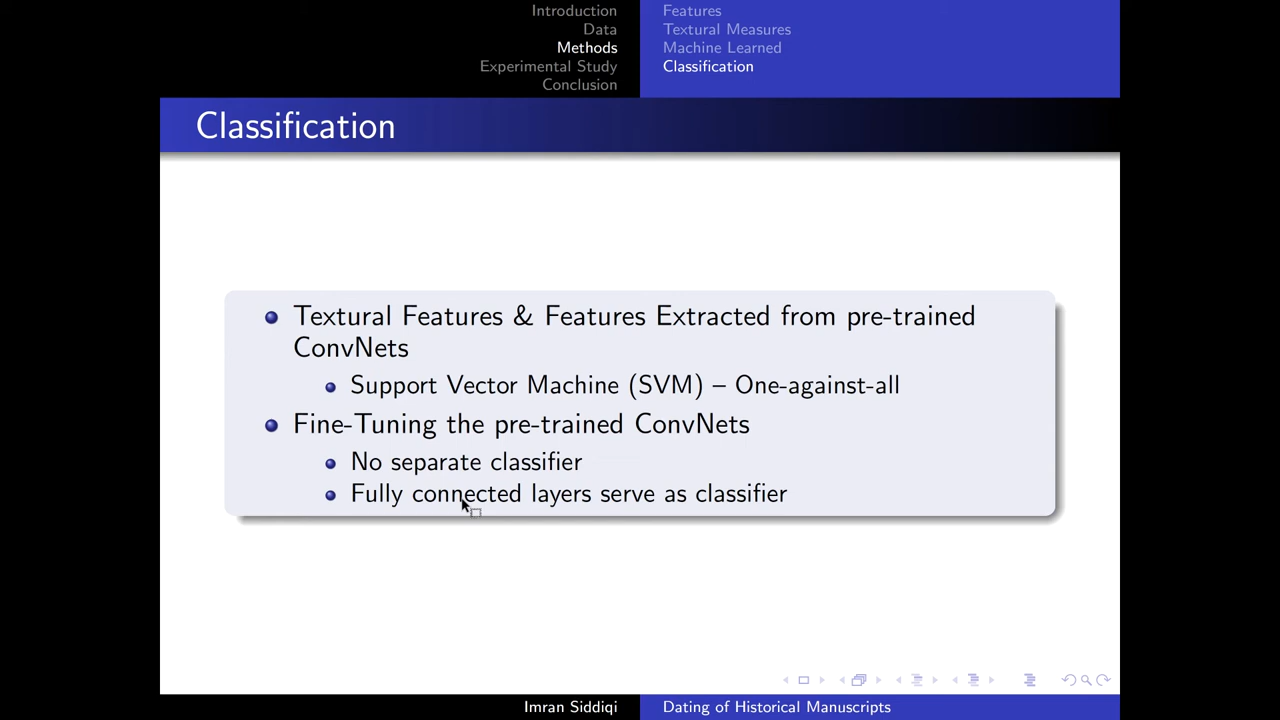 Introduction
Data
Methods
Experimental Study
Conclusion
Features
Textural Measures
Machine Learned
Classification
Classification
Textural Features & Features Extracted from pre-trained
ConvNets
Support Vector Machine (SVM) – One-against-all
Fine-Tuning the pre-trained ConvNets
No separate classifier
Fully connected layers serve as classifier
Imran Siddiqi
Dating of Historical Manuscripts